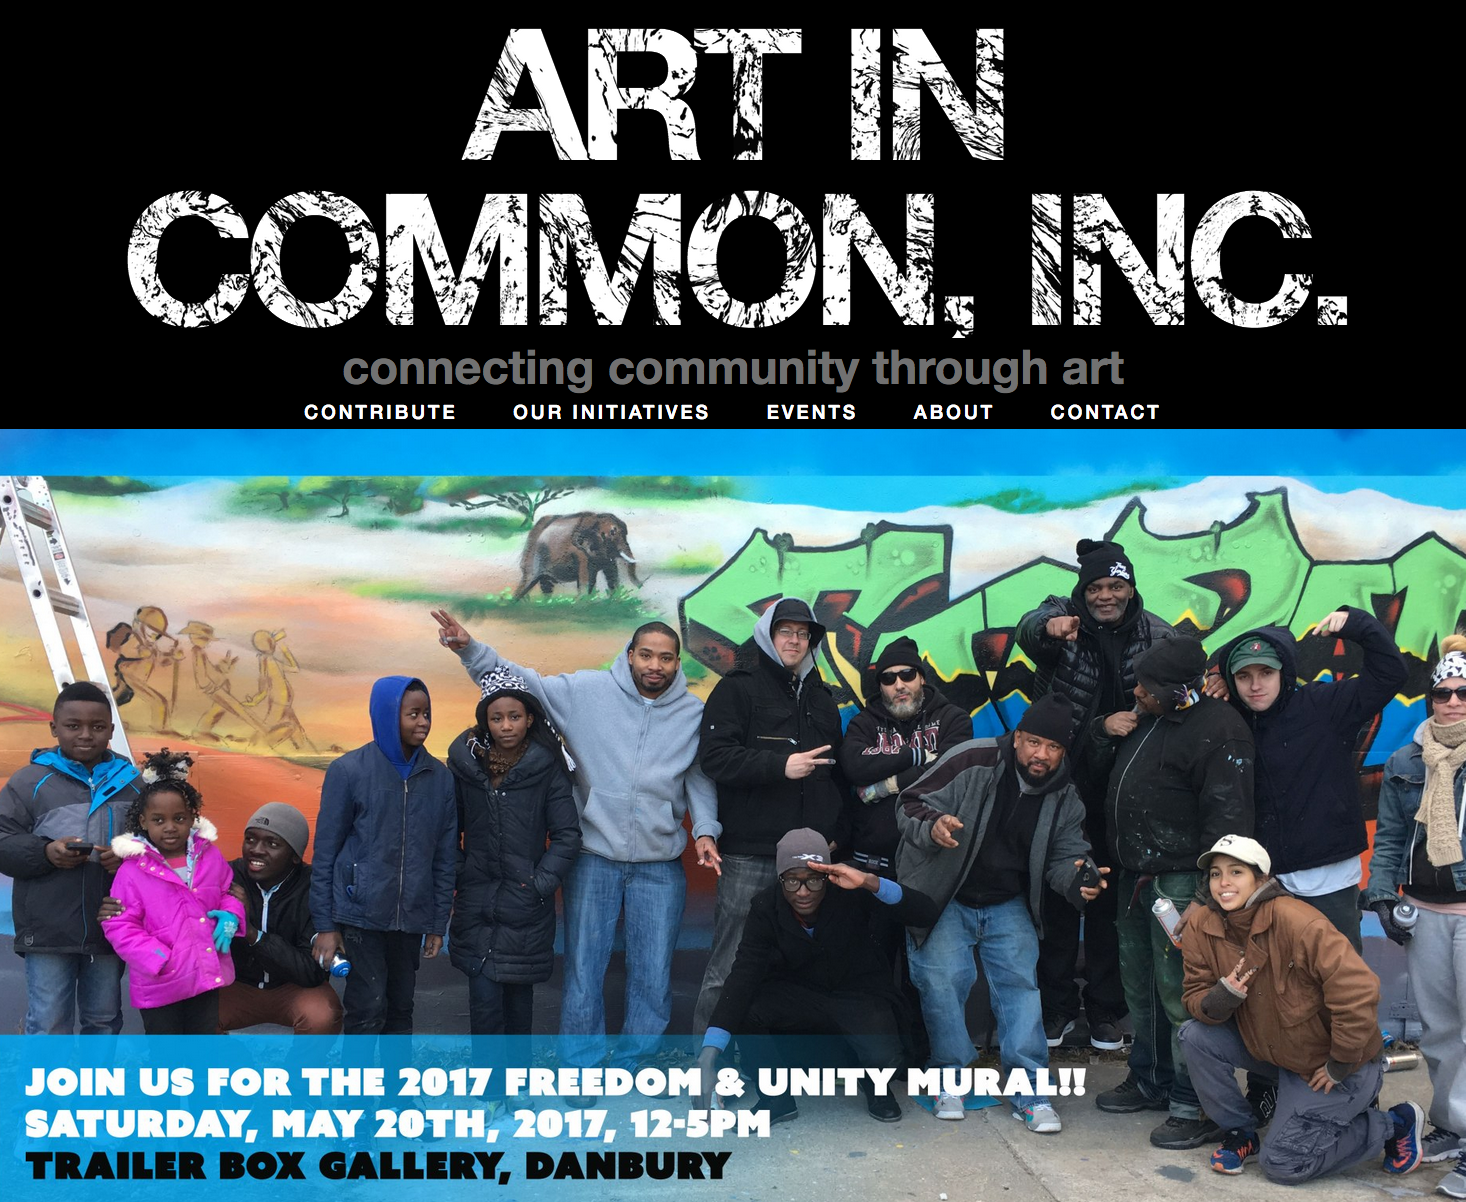 ART IN
COMMON, INC.
connecting community through art
CONTRIBUTE OUR INITIATIVES EVENTS ABOUT CONTACT
JOIN US FOR THE 2017 FREEDOM & UNITY MURAL!!
SATURDAY, MAY 20TH, 2017, 12-5PM
TRAILER BOX GALLERY, DANBURY